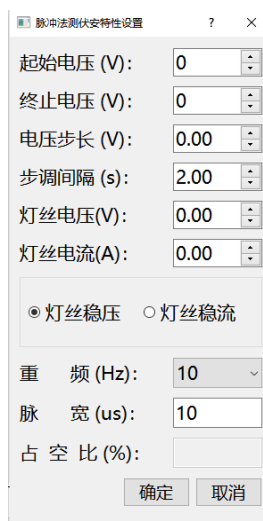 脉冲法测伏安特性设置 ? ×
起始电压 (V): 0
终止电压 (V): 0
电压步长 (V): 0.00
步调间隔 (s): 2.00
灯丝电压(V): 0.00
灯丝电流(A): 0.00
灯丝稳压 灯丝稳流
重 频 (Hz): 10
脉 宽 (us): 10
占 空 比 (%):
确定 取消